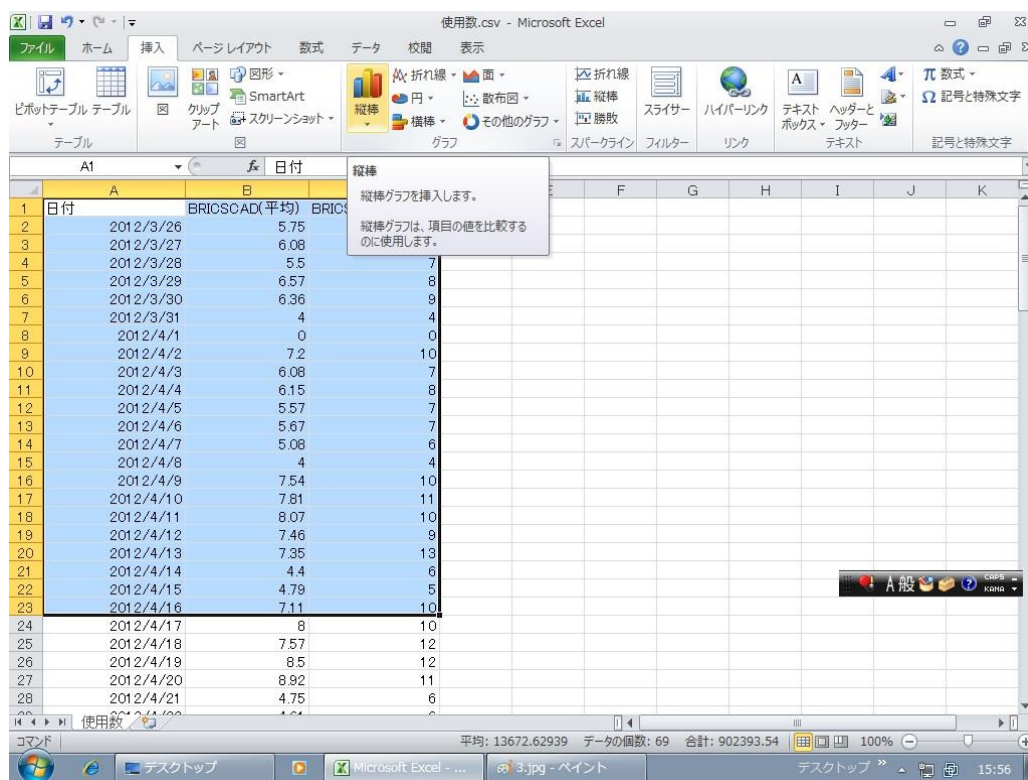 使用数.csv - Microsoft Excel
ファイル ホーム 挿入 ページ レイアウト 数式 データ 校閲 表示
ピボットテーブル テーブル 図 クリップ アート 図形 SmartArt スクリーンショット 縦棒 折れ線 円 横棒 面 散布図 その他のグラフ 折れ線 縦棒 勝敗 スライサー ハイパーリンク テキスト ボックス ヘッダーと フッター A 数式 記号と特殊文字
テーブル 図 グラフ スパークライン フィルター リンク テキスト 記号と特殊文字
A1 fx 日付
縦棒
縦棒グラフを挿入します。
縦棒グラフは、項目の値を比較する
のに使用します。
A B F G H I J K
1 日付 BRICSCAD(平均)
2 2012/3/26 5.75
3 2012/3/27 6.08
4 2012/3/28 5.5 7
5 2012/3/29 6.57 8
6 2012/3/30 6.36 9
7 2012/3/31 4 4
8 2012/4/1 0 0
9 2012/4/2 7.2 10
10 2012/4/3 6.08 7
11 2012/4/4 6.15 8
12 2012/4/5 5.57 7
13 2012/4/6 5.67 7
14 2012/4/7 5.08 6
15 2012/4/8 4 4
16 2012/4/9 7.54 10
17 2012/4/10 7.81 11
18 2012/4/11 8.07 10
19 2012/4/12 7.46 9
20 2012/4/13 7.35 13
21 2012/4/14 4.4 6
22 2012/4/15 4.79 5
23 2012/4/16 7.11 10
24 2012/4/17 8 10
25 2012/4/18 7.57 12
26 2012/4/19 8.5 12
27 2012/4/20 8.92 11
28 2012/4/21 4.75 6
A 般 CAPS KANA
使用数
コマンド 平均: 13672.62939 データの個数: 69 合計: 902393.54 100%
デスクトップ Microsoft Excel - ... 3.jpg - ペイント デスクトップ 15:56